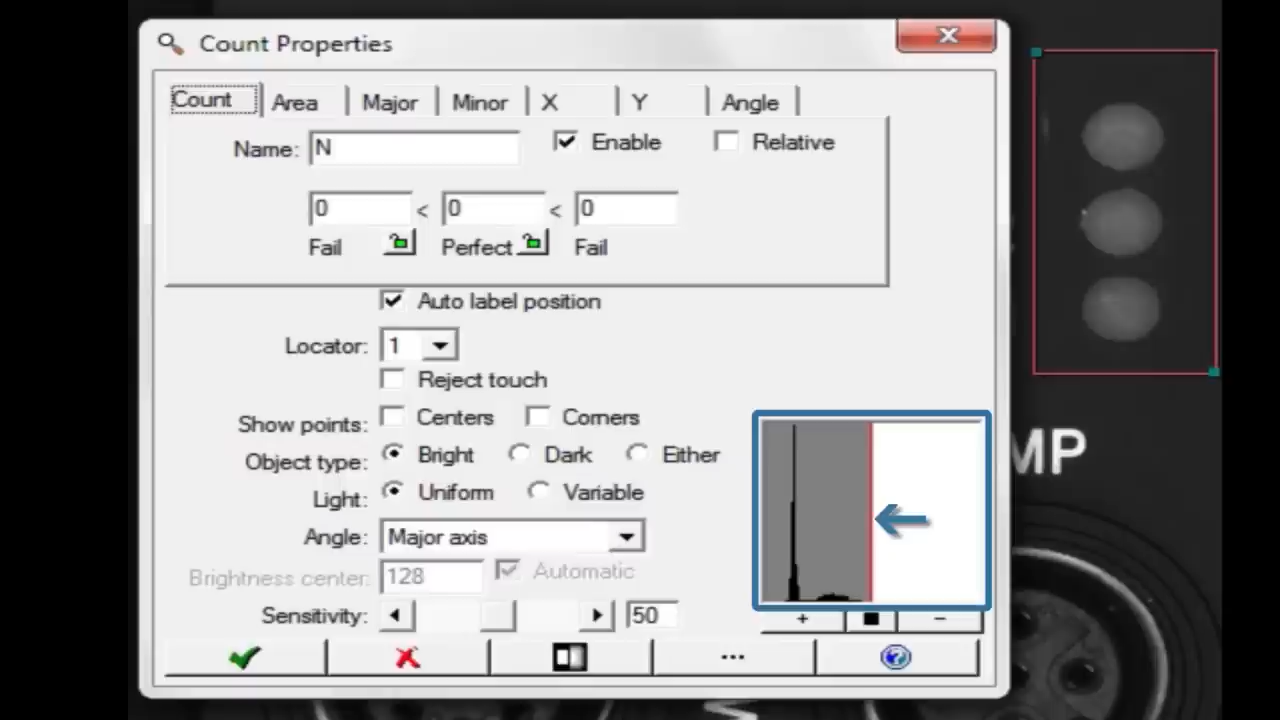 Count Properties
Count Area Major Minor X Y Angle
Name: N Enable Relative
0 < 0 < 0
Fail Perfect Fail
Auto label position
Locator: 1
Reject touch
Show points: Centers Corners
Object type: Bright Dark Either
Light: Uniform Variable
Angle: Major axis
Brightness center: 128 Automatic
Sensitivity: 50
+ −
...
MP